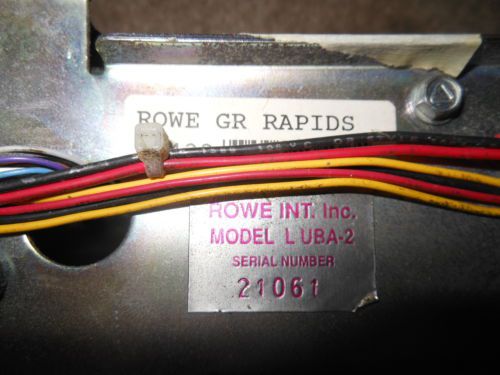 ROWE GR RAPIDS
ROWE INT. Inc.
MODEL L UBA-2
SERIAL NUMBER
21061